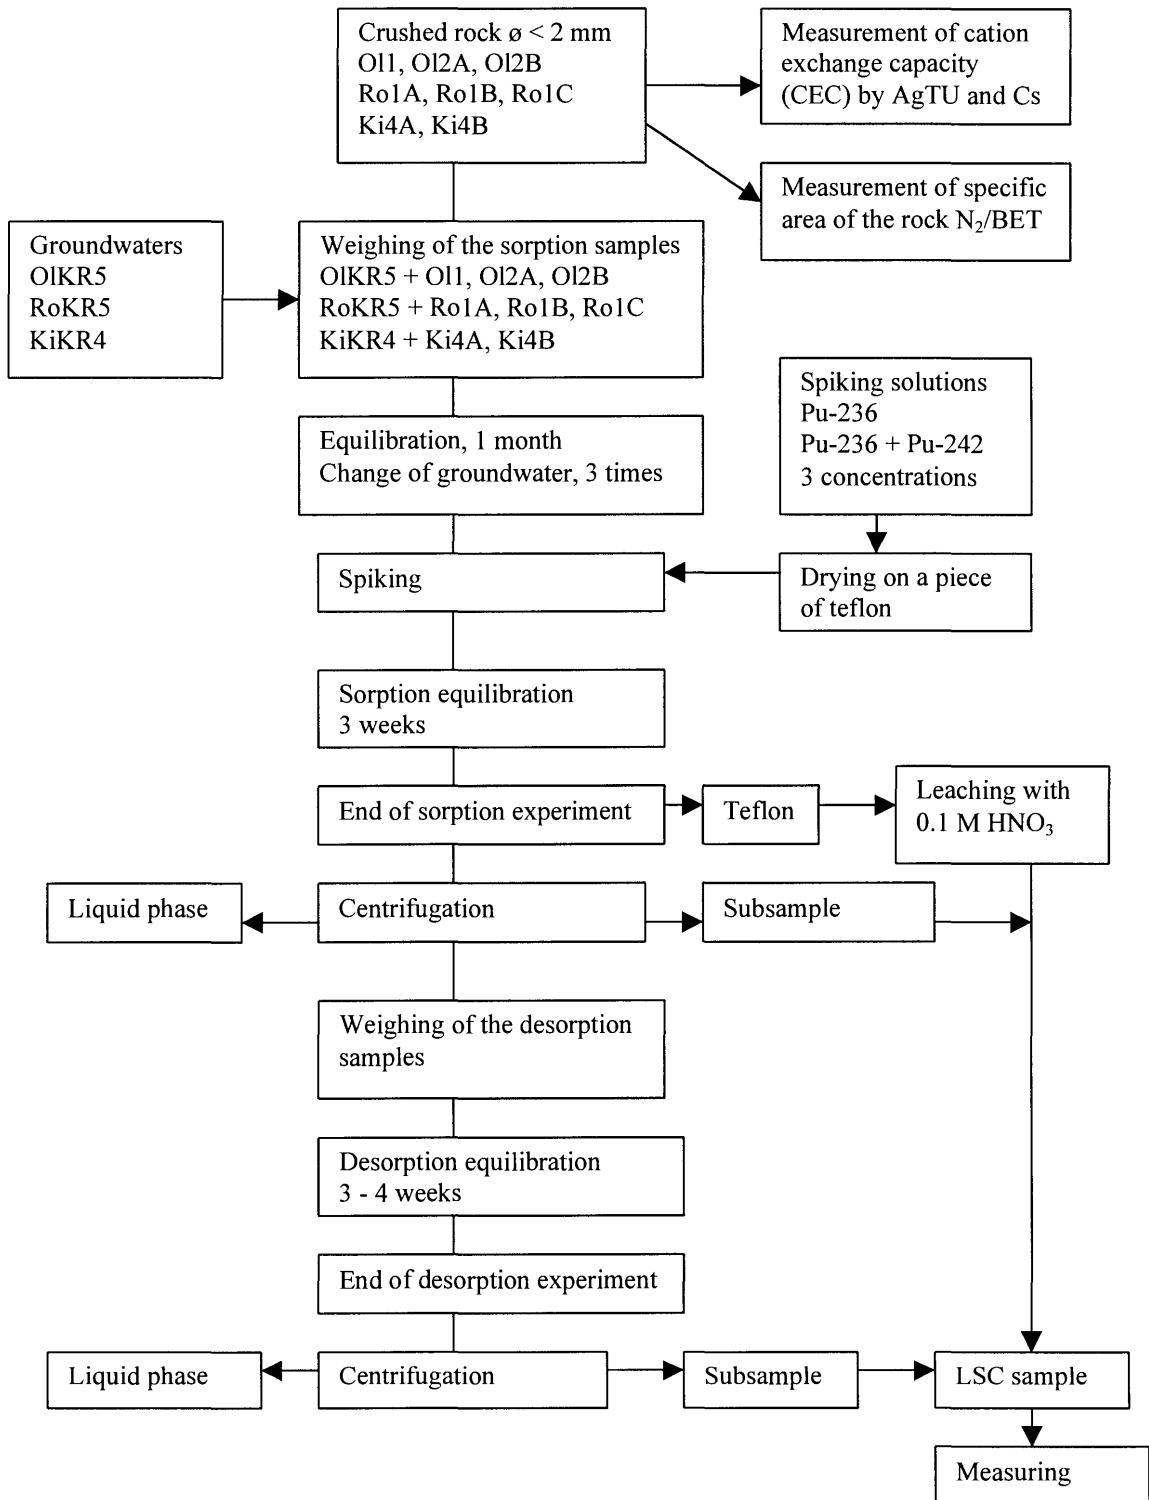 Crushed rock ø < 2 mm
Ol1, Ol2A, Ol2B
Ro1A, Ro1B, Ro1C
Ki4A, Ki4B
Measurement of cation
exchange capacity
(CEC) by AgTU and Cs
Measurement of specific
area of the rock N₂/BET
Groundwaters
OlKR5
RoKR5
KiKR4
Weighing of the sorption samples
OlKR5 + Ol1, Ol2A, Ol2B
RoKR5 + Ro1A, Ro1B, Ro1C
KiKR4 + Ki4A, Ki4B
Equilibration, 1 month
Change of groundwater, 3 times
Spiking solutions
Pu-236
Pu-236 + Pu-242
3 concentrations
Spiking
Drying on a piece
of teflon
Sorption equilibration
3 weeks
End of sorption experiment
Teflon
Leaching with
0.1 M HNO₃
Liquid phase
Centrifugation
Subsample
Weighing of the desorption
samples
Desorption equilibration
3 - 4 weeks
End of desorption experiment
Liquid phase
Centrifugation
Subsample
LSC sample
Measuring